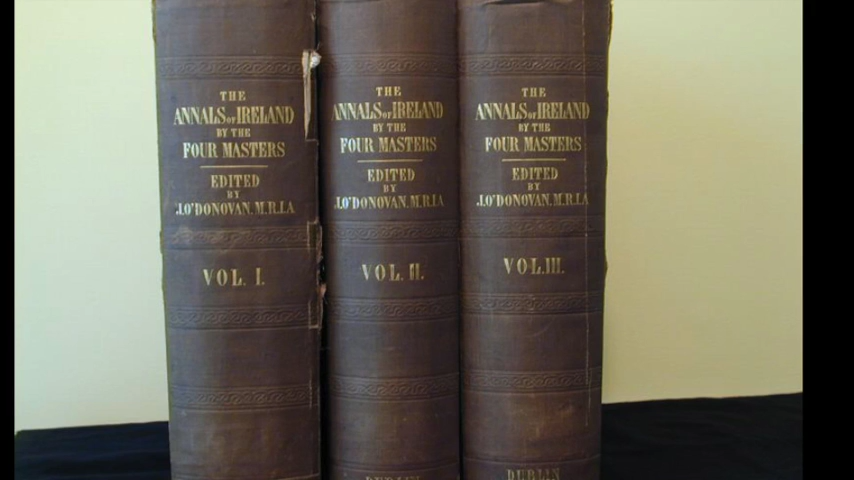 THE
ANNALS OF IRELAND
BY THE
FOUR MASTERS
EDITED
BY
J.O'DONOVAN.M.R.I.A
VOL. I.
THE
ANNALS OF IRELAND
BY THE
FOUR MASTERS
EDITED
BY
J.O'DONOVAN.M.R.I.A
VOL. II.
DUBLIN
THE
ANNALS OF IRELAND
BY THE
FOUR MASTERS
EDITED
BY
J.O'DONOVAN.M.R.I.A
VOL.III.
DUBLIN